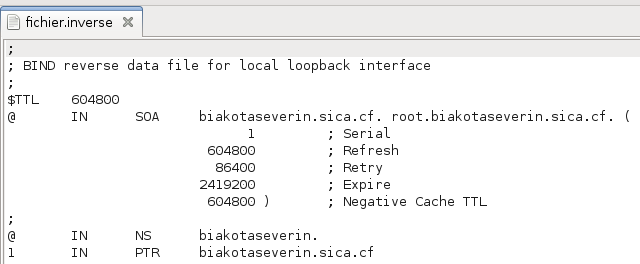 fichier.inverse
;
; BIND reverse data file for local loopback interface
;
$TTL    604800
@       IN      SOA     biakotaseverin.sica.cf. root.biakotaseverin.sica.cf. (
                              1         ; Serial
                         604800         ; Refresh
                          86400         ; Retry
                        2419200         ; Expire
                         604800 )       ; Negative Cache TTL
;
@       IN      NS      biakotaseverin.
1       IN      PTR     biakotaseverin.sica.cf